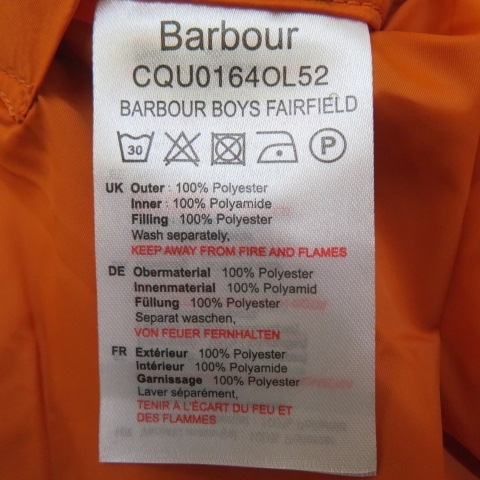 Barbour
CQU0164OL52
BARBOUR BOYS FAIRFIELD
30 P
UK Outer : 100% Polyester
Inner : 100% Polyamide
Filling : 100% Polyester
Wash separately,
KEEP AWAY FROM FIRE AND FLAMES
DE Obermaterial : 100% Polyester
Innenmaterial : 100% Polyamid
Füllung : 100% Polyester
Separat waschen,
VON FEUER FERNHALTEN
FR Extérieur : 100% Polyester
Intérieur : 100% Polyamide
Garnissage : 100% Polyester
Laver séparément,
TENIR À L'ÉCART DU FEU ET
DES FLAMMES